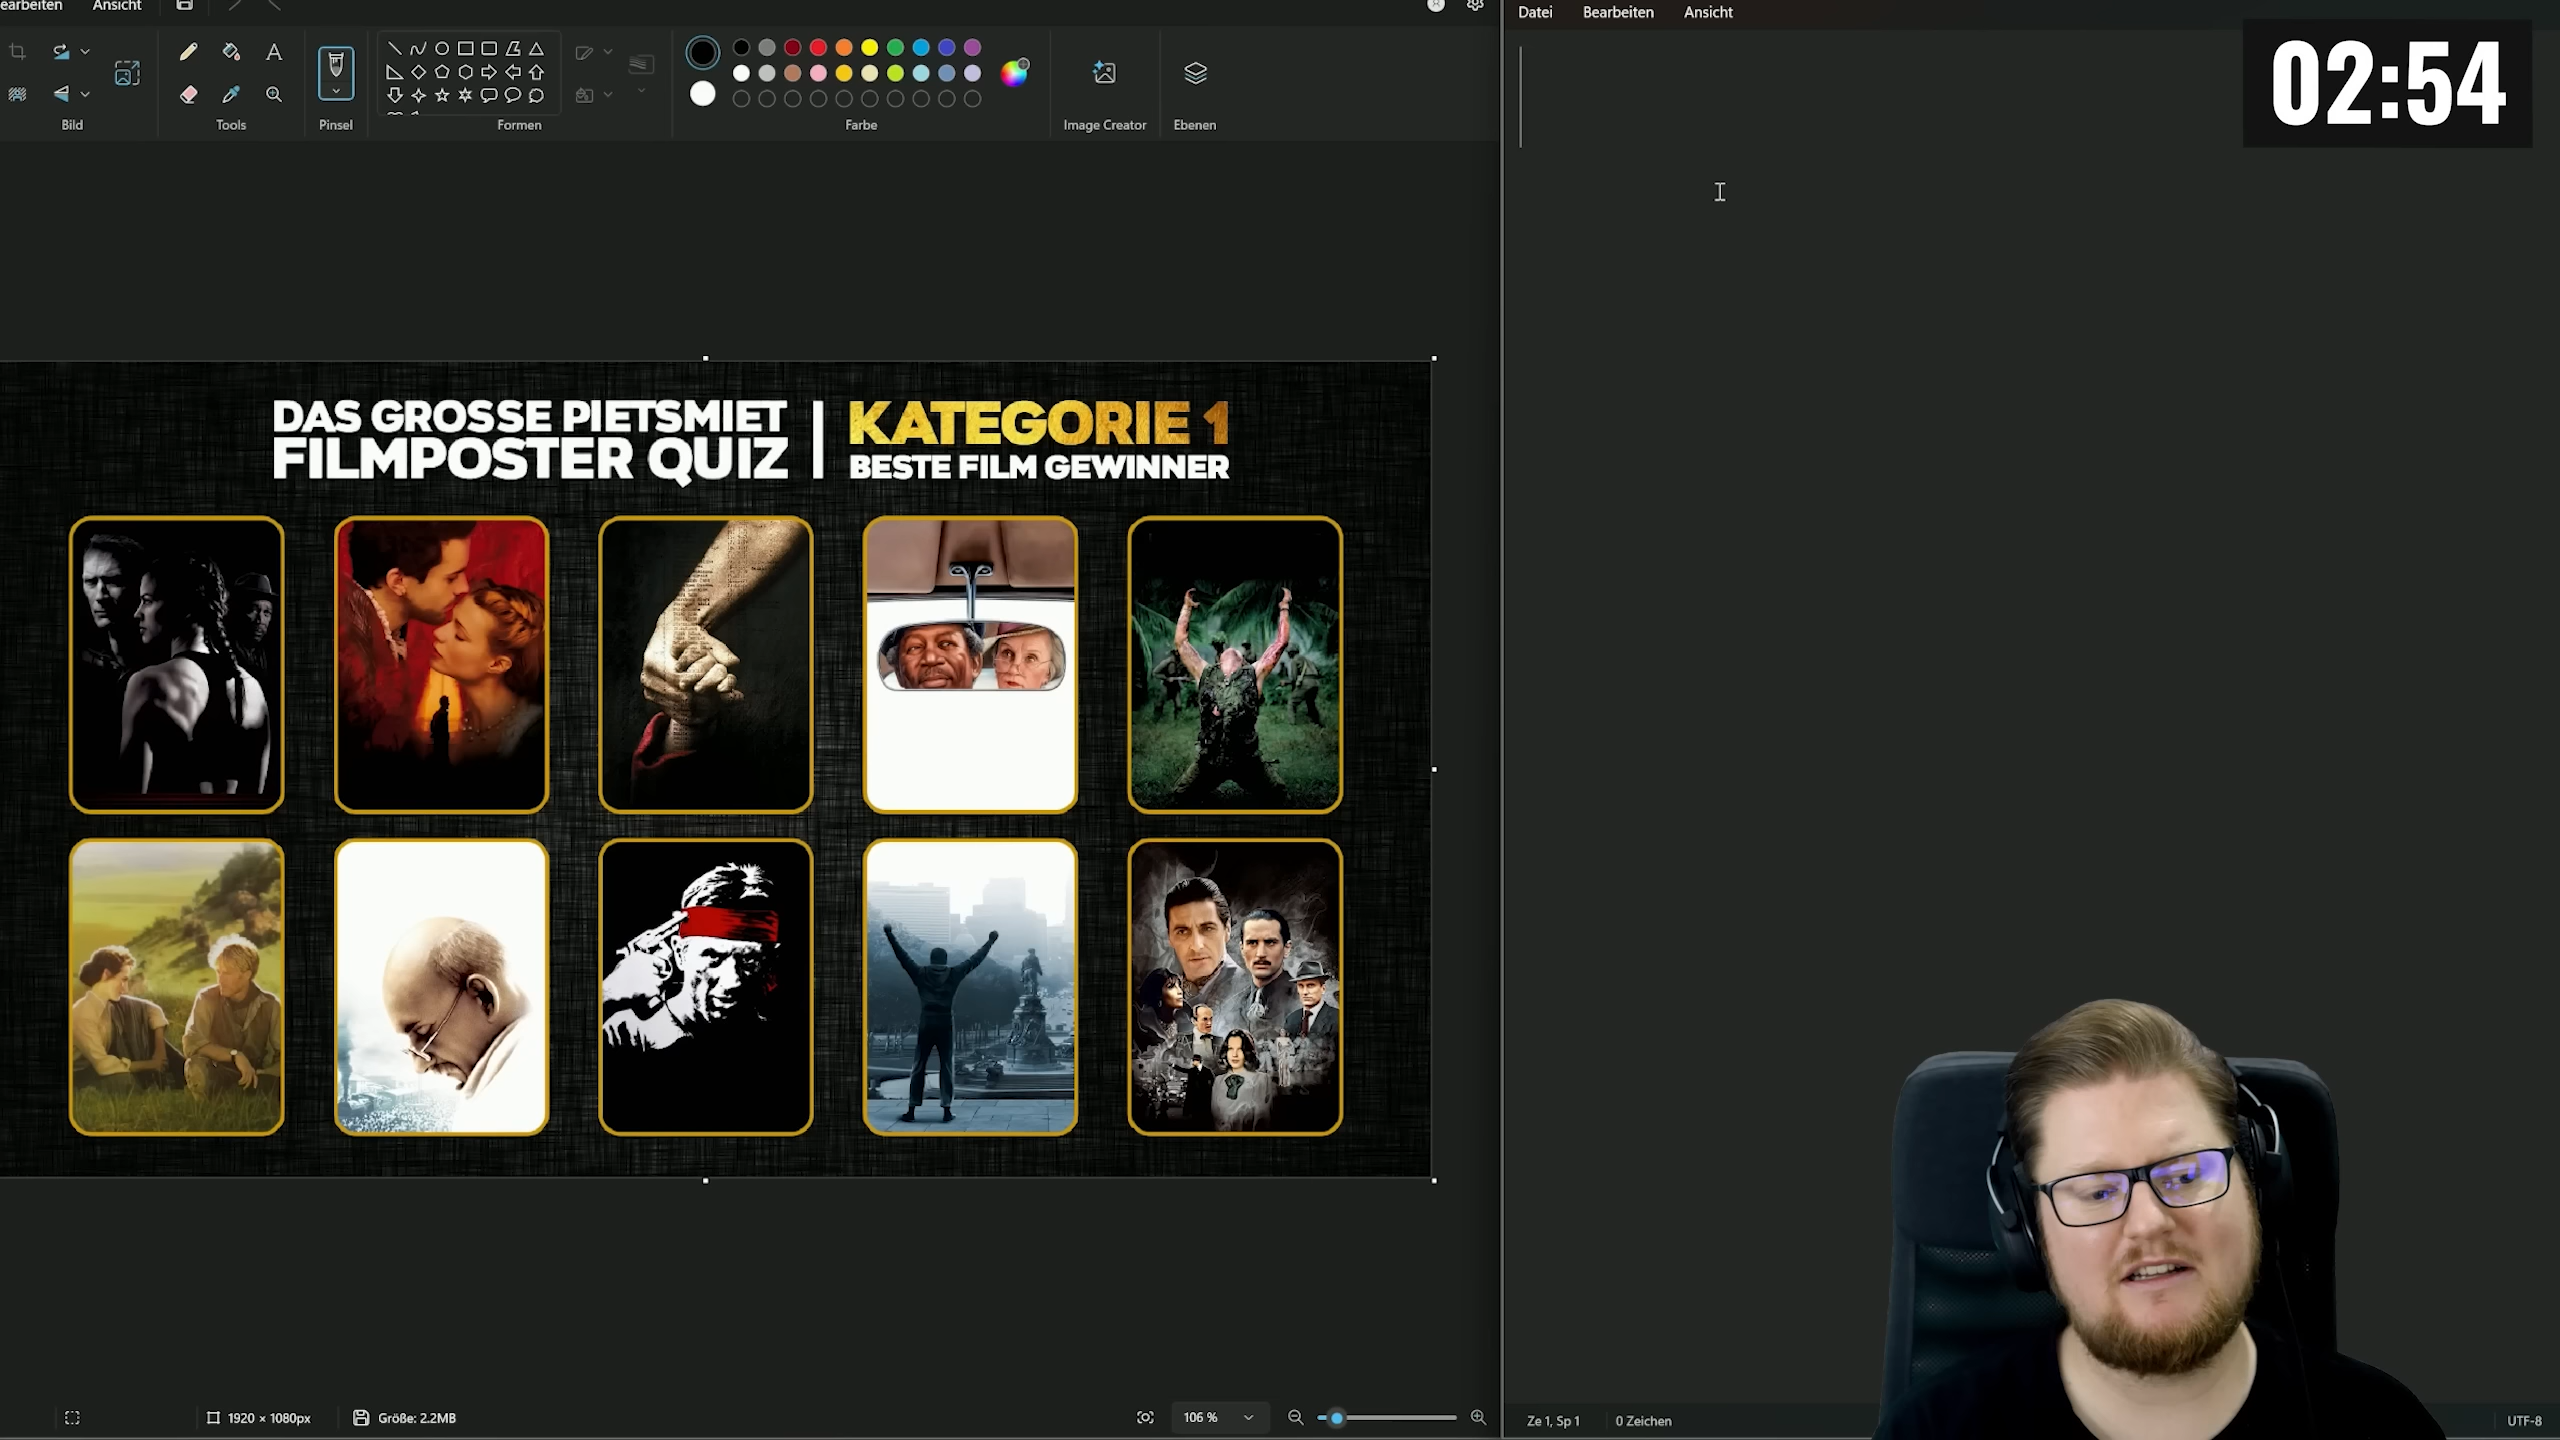 earbeiten Ansicht
Bild
Tools
Pinsel
Formen
Farbe
Image Creator
Ebenen
Datei Bearbeiten Ansicht
02:54
DAS GROSSE PIETSMIET
FILMPOSTER QUIZ
KATEGORIE 1
BESTE FILM GEWINNER
1920 × 1080px
Größe: 2.2MB
106 %
Ze 1, Sp 1
0 Zeichen
UTF-8